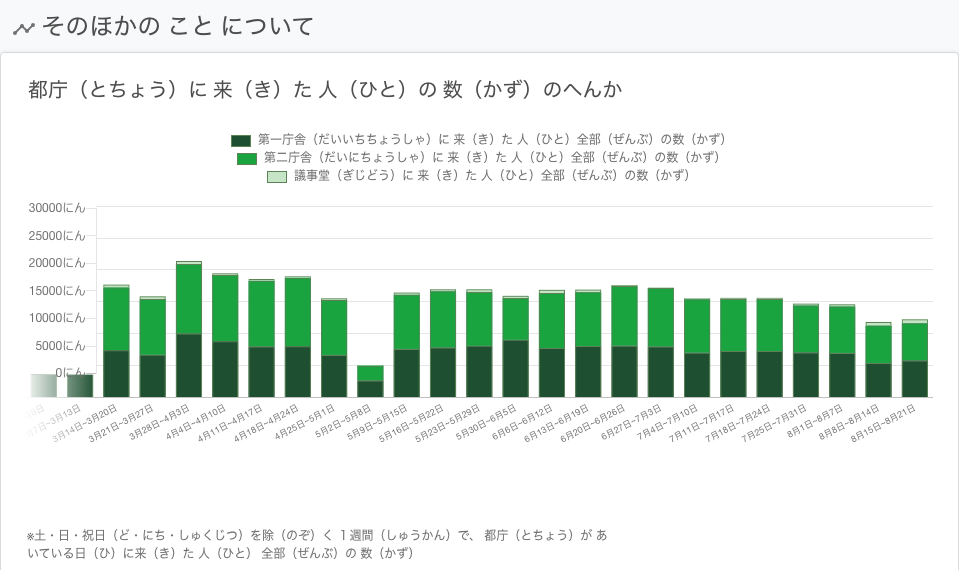 そのほかの こと について
都庁（とちょう）に 来（き）た 人（ひと）の 数（かず）のへんか
第一庁舎（だいいちちょうしゃ）に 来（き）た 人（ひと）全部（ぜんぶ）の数（かず）
第二庁舎（だいにちょうしゃ）に 来（き）た 人（ひと）全部（ぜんぶ）の数（かず）
議事堂（ぎじどう）に 来（き）た 人（ひと）全部（ぜんぶ）の数（かず）
30000にん
25000にん
20000にん
15000にん
10000にん
5000にん
0にん
3月14日~3月20日
3月21日~3月27日
3月28日~4月3日
4月4日~4月10日
4月11日~4月17日
4月18日~4月24日
4月25日~5月1日
5月2日~5月8日
5月9日~5月15日
5月16日~5月22日
5月23日~5月29日
5月30日~6月5日
6月6日~6月12日
6月13日~6月19日
6月20日~6月26日
6月27日~7月3日
7月4日~7月10日
7月11日~7月17日
7月18日~7月24日
7月25日~7月31日
8月1日~8月7日
8月8日~8月14日
8月15日~8月21日
※土・日・祝日（ど・にち・しゅくじつ）を除（のぞ）く １週間（しゅうかん）で、 都庁（とちょう）が あ
いている日（ひ）に来（き）た 人（ひと） 全部（ぜんぶ）の 数（かず）